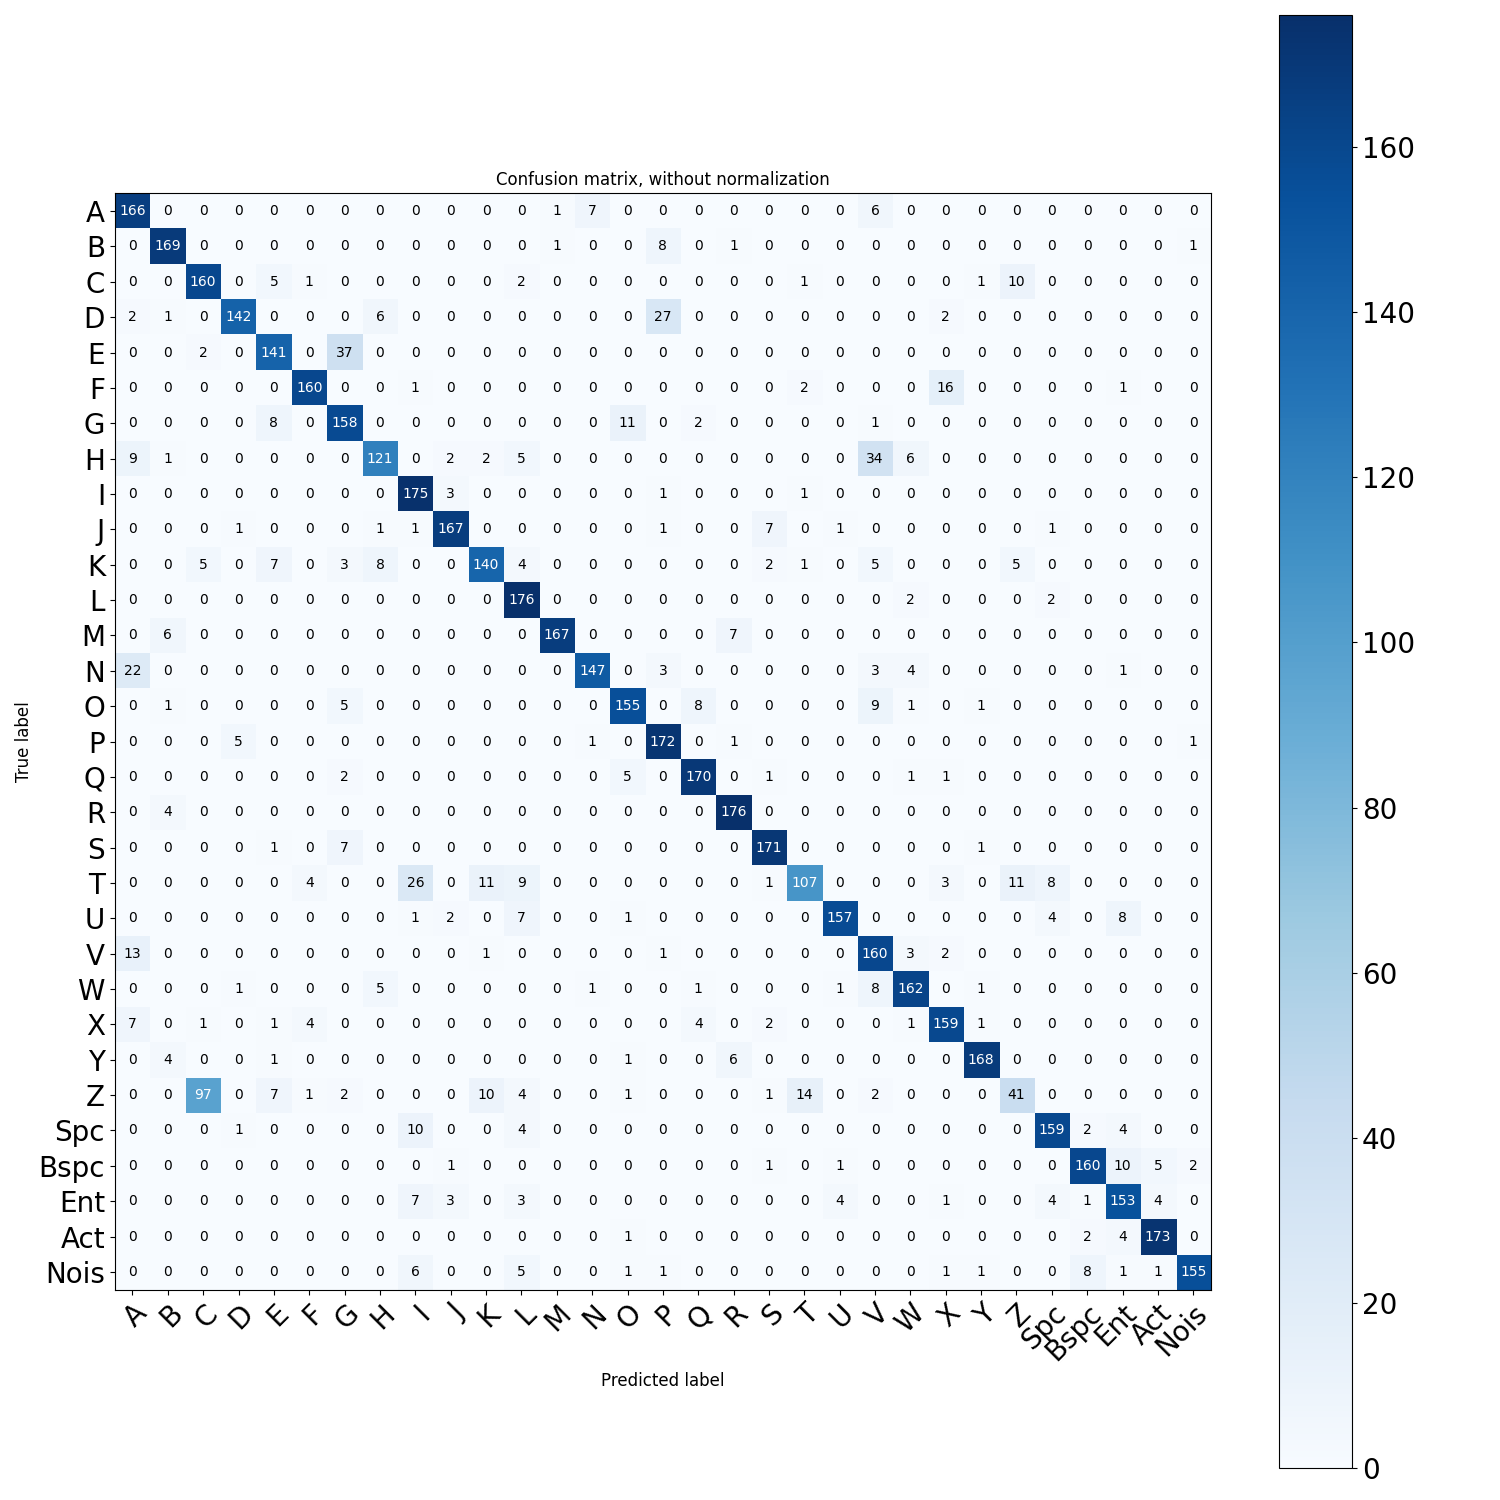 Confusion matrix, without normalization
A 166 0 0 0 0 0 0 0 0 0 0 0 1 7 0 0 0 0 0 0 0 6 0 0 0 0 0 0 0 0 0
B 0 169 0 0 0 0 0 0 0 0 0 0 1 0 0 8 0 1 0 0 0 0 0 0 0 0 0 0 0 0 1
C 0 0 160 0 5 1 0 0 0 0 0 2 0 0 0 0 0 0 0 1 0 0 0 0 1 10 0 0 0 0 0
D 2 1 0 142 0 0 0 6 0 0 0 0 0 0 0 27 0 0 0 0 0 0 0 2 0 0 0 0 0 0 0
E 0 0 2 0 141 0 37 0 0 0 0 0 0 0 0 0 0 0 0 0 0 0 0 0 0 0 0 0 0 0 0
F 0 0 0 0 0 160 0 0 1 0 0 0 0 0 0 0 0 0 0 2 0 0 0 16 0 0 0 0 1 0 0
G 0 0 0 0 8 0 158 0 0 0 0 0 0 0 11 0 2 0 0 0 0 1 0 0 0 0 0 0 0 0 0
H 9 1 0 0 0 0 0 121 0 2 2 5 0 0 0 0 0 0 0 0 0 34 6 0 0 0 0 0 0 0 0
I 0 0 0 0 0 0 0 0 175 3 0 0 0 0 0 1 0 0 0 1 0 0 0 0 0 0 0 0 0 0 0
J 0 0 0 1 0 0 0 1 1 167 0 0 0 0 0 1 0 0 7 0 1 0 0 0 0 0 1 0 0 0 0
K 0 0 5 0 7 0 3 8 0 0 140 4 0 0 0 0 0 0 2 1 0 5 0 0 0 5 0 0 0 0 0
L 0 0 0 0 0 0 0 0 0 0 0 176 0 0 0 0 0 0 0 0 0 0 2 0 0 0 2 0 0 0 0
M 0 6 0 0 0 0 0 0 0 0 0 0 167 0 0 0 0 7 0 0 0 0 0 0 0 0 0 0 0 0 0
N 22 0 0 0 0 0 0 0 0 0 0 0 0 147 0 3 0 0 0 0 0 3 4 0 0 0 0 0 1 0 0
O 0 1 0 0 0 0 5 0 0 0 0 0 0 0 155 0 8 0 0 0 0 9 1 0 1 0 0 0 0 0 0
P 0 0 0 5 0 0 0 0 0 0 0 0 0 1 0 172 0 1 0 0 0 0 0 0 0 0 0 0 0 0 1
Q 0 0 0 0 0 0 2 0 0 0 0 0 0 0 5 0 170 0 1 0 0 0 1 1 0 0 0 0 0 0 0
R 0 4 0 0 0 0 0 0 0 0 0 0 0 0 0 0 0 176 0 0 0 0 0 0 0 0 0 0 0 0 0
S 0 0 0 0 1 0 7 0 0 0 0 0 0 0 0 0 0 0 171 0 0 0 0 0 1 0 0 0 0 0 0
T 0 0 0 0 0 4 0 0 26 0 11 9 0 0 0 0 0 0 1 107 0 0 0 3 0 11 8 0 0 0 0
U 0 0 0 0 0 0 0 0 1 2 0 7 0 0 1 0 0 0 0 0 157 0 0 0 0 0 4 0 8 0 0
V 13 0 0 0 0 0 0 0 0 0 1 0 0 0 0 1 0 0 0 0 0 160 3 2 0 0 0 0 0 0 0
W 0 0 0 1 0 0 0 5 0 0 0 0 0 1 0 0 1 0 0 0 1 8 162 0 1 0 0 0 0 0 0
X 7 0 1 0 1 4 0 0 0 0 0 0 0 0 0 0 4 0 2 0 0 0 1 159 1 0 0 0 0 0 0
Y 0 4 0 0 1 0 0 0 0 0 0 0 0 0 1 0 0 6 0 0 0 0 0 0 168 0 0 0 0 0 0
Z 0 0 97 0 7 1 2 0 0 0 10 4 0 0 1 0 0 0 1 14 0 2 0 0 0 41 0 0 0 0 0
Spc 0 0 0 1 0 0 0 0 10 0 0 4 0 0 0 0 0 0 0 0 0 0 0 0 0 0 159 2 4 0 0
Bspc 0 0 0 0 0 0 0 0 0 1 0 0 0 0 0 0 0 0 1 0 1 0 0 0 0 0 0 160 10 5 2
Ent 0 0 0 0 0 0 0 0 7 3 0 3 0 0 0 0 0 0 0 0 4 0 0 1 0 0 4 1 153 4 0
Act 0 0 0 0 0 0 0 0 0 0 0 0 0 0 1 0 0 0 0 0 0 0 0 0 0 0 0 2 4 173 0
Nois 0 0 0 0 0 0 0 0 6 0 0 5 0 0 1 1 0 0 0 0 0 0 0 1 1 0 0 8 1 1 155
A B C D E F G H I J K L M N O P Q R S T U V W X Y Z Spc Bspc Ent Act Nois
Predicted label
True label
160
140
120
100
80
60
40
20
0